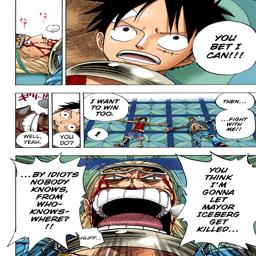 YOU
BET I
CAN!!!
THEN...
...FIGHT
WITH
ME!!
I WANT
TO WIN
TOO.
YOU
DO?
WELL,
YEAH.
YOU
THINK
I'M
GONNA
LET
MAYOR
ICEBERG
GET
KILLED...
...BY IDIOTS
NOBODY
KNOWS,
FROM
WHO-
KNOWS-
WHERE?
!!
HUFF...